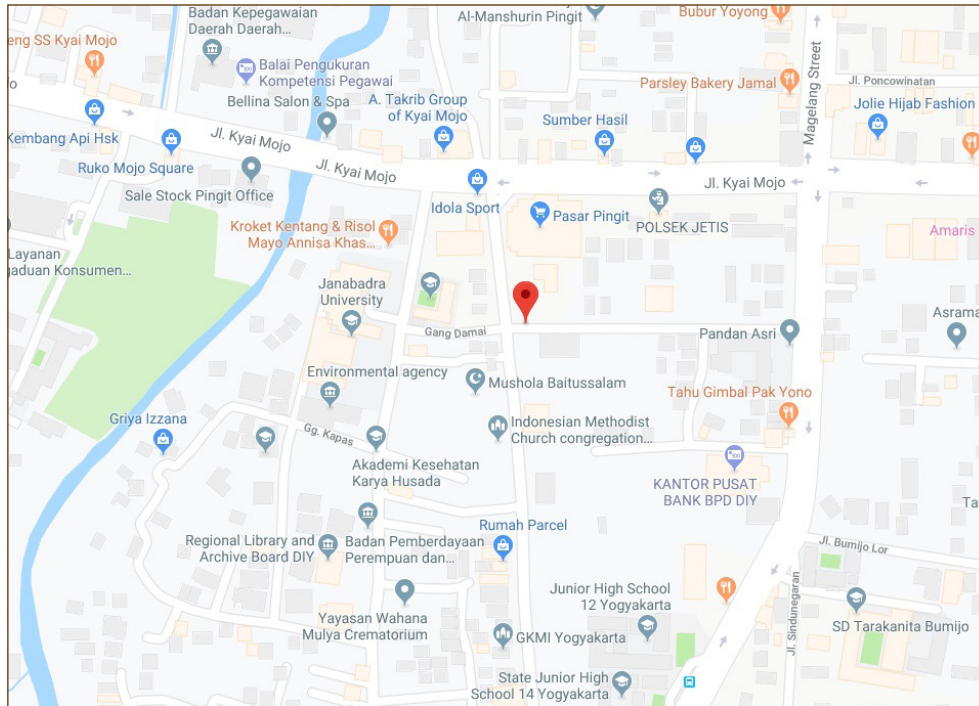 Badan Kepegawaian
Daerah Daerah...
Al-Manshurin Pingit
Bubur Yoyong
eng SS Kyai Mojo
Balai Pengukuran
Kompetensi Pegawai
Parsley Bakery Jamal
Magelang Street
Jl. Poncowinatan
Bellina Salon & Spa
A. Takrib Group
of Kyai Mojo
Sumber Hasil
Jolie Hijab Fashion
Kembang Api Hsk
Jl. Kyai Mojo
Ruko Mojo Square
Jl. Kyai Mojo
Jl. Kyai Mojo
Sale Stock Pingit Office
Idola Sport
Pasar Pingit
POLSEK JETIS
Kroket Kentang & Risol
Mayo Annisa Khas...
Amaris
Layanan
gaduan Konsumen...
Janabadra
University
Gang Damai
Pandan Asri
Asrama
Environmental agency
Mushola Baitussalam
Tahu Gimbal Pak Yono
Griya Izzana
Gg. Kapas
Indonesian Methodist
Church congregation...
Akademi Kesehatan
Karya Husada
KANTOR PUSAT
BANK BPD DIY
Ta
Regional Library and
Archive Board DIY
Badan Pemberdayaan
Perempuan dan...
Rumah Parcel
Jl. Bumijo Lor
Junior High School
12 Yogyakarta
Yayasan Wahana
Mulya Crematorium
GKMI Yogyakarta
Jl. Sindunegaran
SD Tarakanita Bumijo
State Junior High
School 14 Yogyakarta